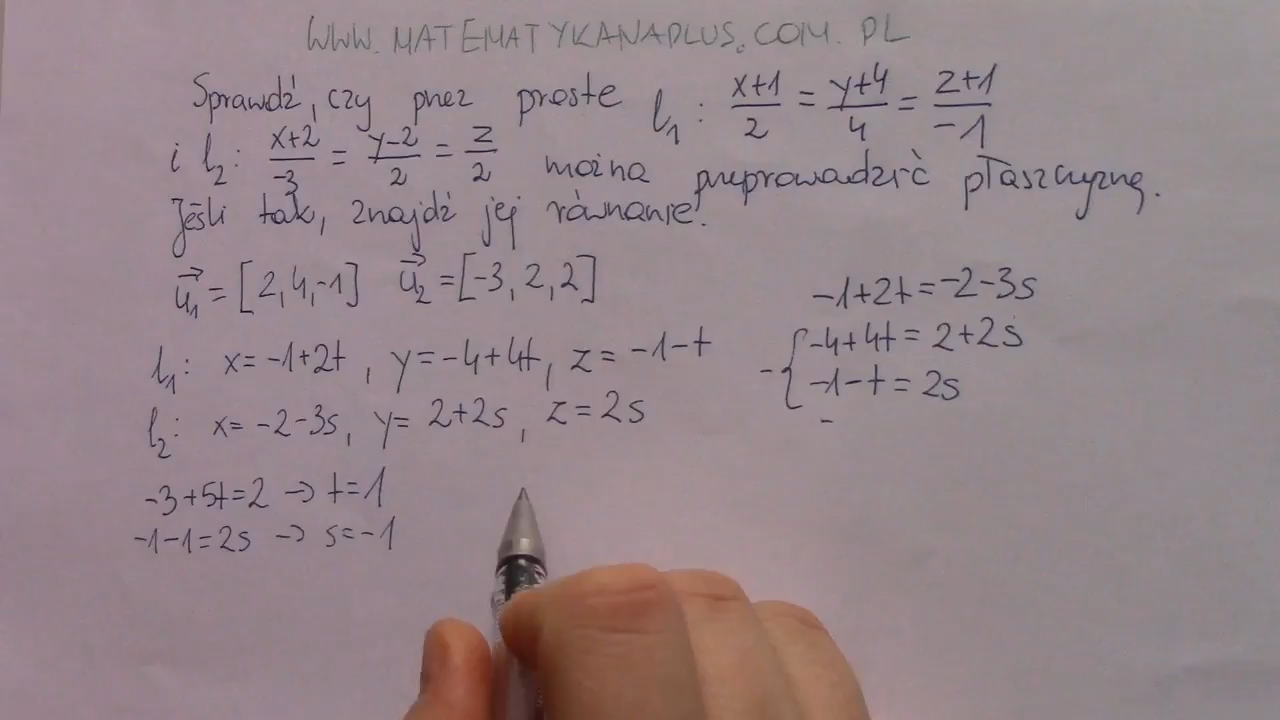 WWW.MATEMATYKANAPLUS.COM.PL
Sprawdź, czy przez proste l₁: (x+1)/2 = (y+4)/4 = (z+1)/-1
i l₂: (x+2)/-3 = (y-2)/2 = z/2 można przeprowadzić płaszczyznę.
Jeśli tak, znajdź jej równanie.
u₁⃗ = [2,4,-1] u₂⃗ = [-3,2,2]
l₁: x = -1+2t, y = -4+4t, z = -1-t
l₂: x = -2-3s, y = 2+2s, z = 2s
-3+5t=2 → t=1
-1-1=2s → s=-1
-1+2t = -2-3s
-{ -4+4t = 2+2s
-1-t = 2s
-